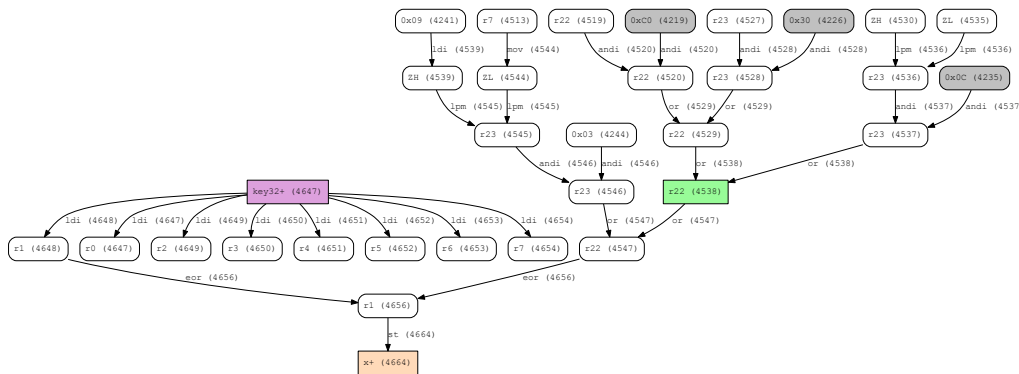 0x09 (4241) r7 (4513) r22 (4519) 0xC0 (4219) r23 (4527) 0x30 (4226) ZH (4530) ZL (4535)
ldi (4539) mov (4544) andi (4520) andi (4520) andi (4528) andi (4528) lpm (4536) lpm (4536)
ZH (4539) ZL (4544) r22 (4520) r23 (4528) r23 (4536) 0x0C (4235)
lpm (4545) lpm (4545) or (4529) or (4529) andi (4537) andi (4537
r23 (4545) 0x03 (4244) r22 (4529) r23 (4537)
andi (4546) andi (4546) or (4538) or (4538)
key32+ (4647) r23 (4546) r22 (4538)
ldi (4648) ldi (4647) ldi (4649) ldi (4650) ldi (4651) ldi (4652) ldi (4653) ldi (4654) or (4547) or (4547)
r1 (4648) r0 (4647) r2 (4649) r3 (4650) r4 (4651) r5 (4652) r6 (4653) r7 (4654) r22 (4547)
eor (4656) eor (4656)
r1 (4656)
st (4664)
x+ (4664)